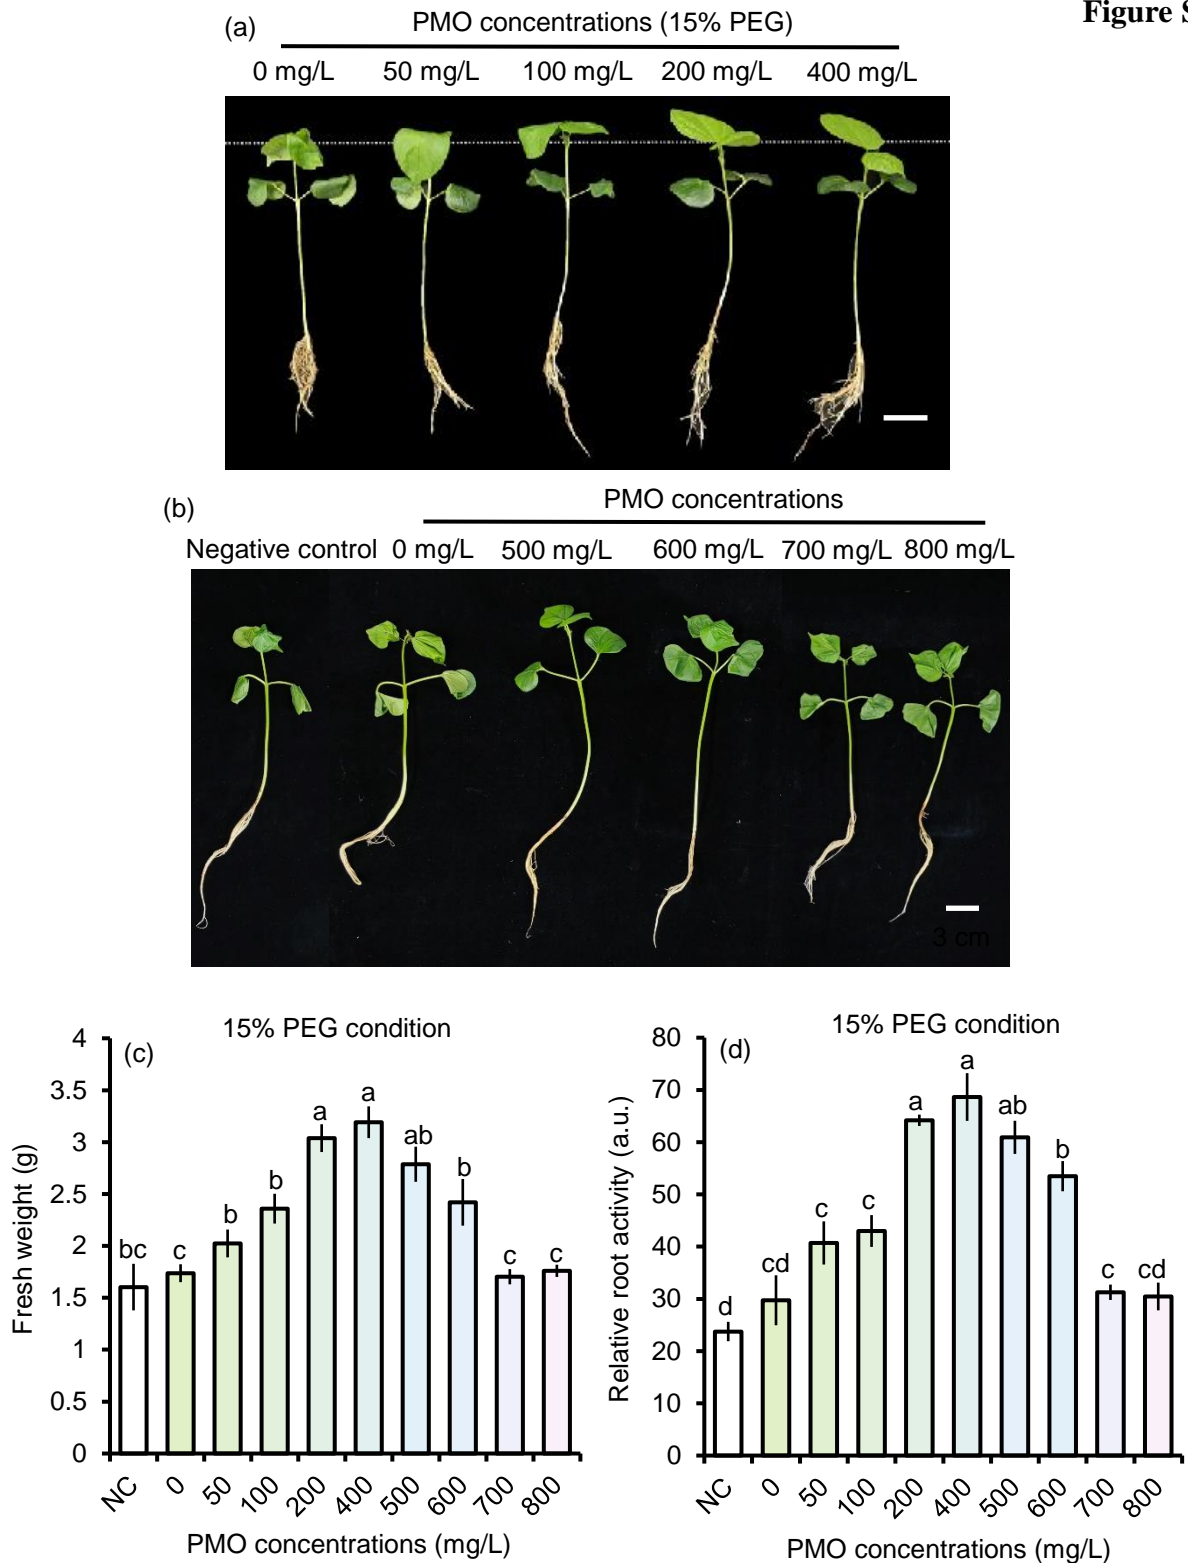 Figure S
(a)
PMO concentrations (15% PEG)
0 mg/L 50 mg/L 100 mg/L 200 mg/L 400 mg/L
(b)
PMO concentrations
Negative control 0 mg/L 500 mg/L 600 mg/L 700 mg/L 800 mg/L
3 cm
15% PEG condition
(c)
Fresh weight (g)
4
3.5
3
2.5
2
1.5
1
0.5
0
bc c b b a a ab b c c
NC 0 50 100 200 400 500 600 700 800
PMO concentrations (mg/L)
15% PEG condition
(d)
Relative root activity (a.u.)
80
70
60
50
40
30
20
10
0
d cd c c a a ab b c cd
NC 0 50 100 200 400 500 600 700 800
PMO concentrations (mg/L)